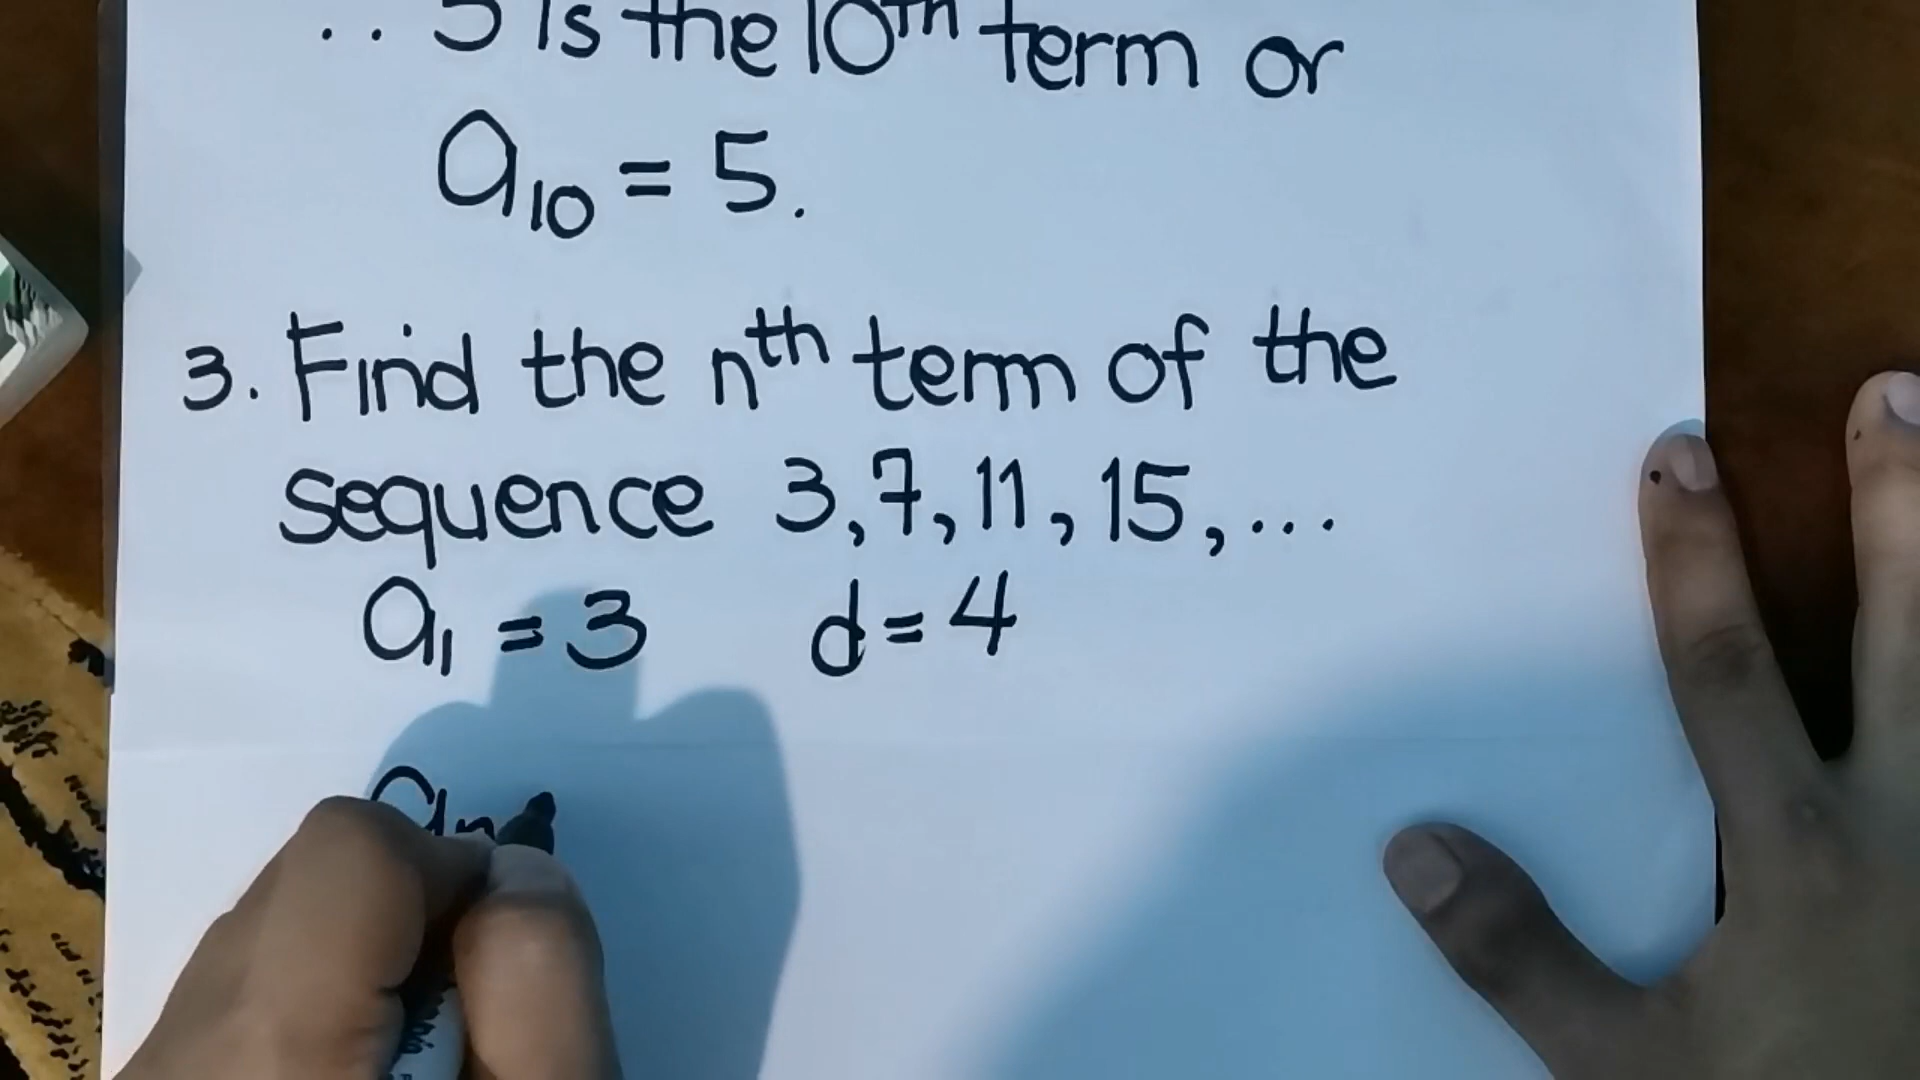 .. 5 is the 10th term or
a10 = 5.
3. Find the nth term of the
sequence 3, 7, 11, 15, ...
a1 = 3 d = 4
an